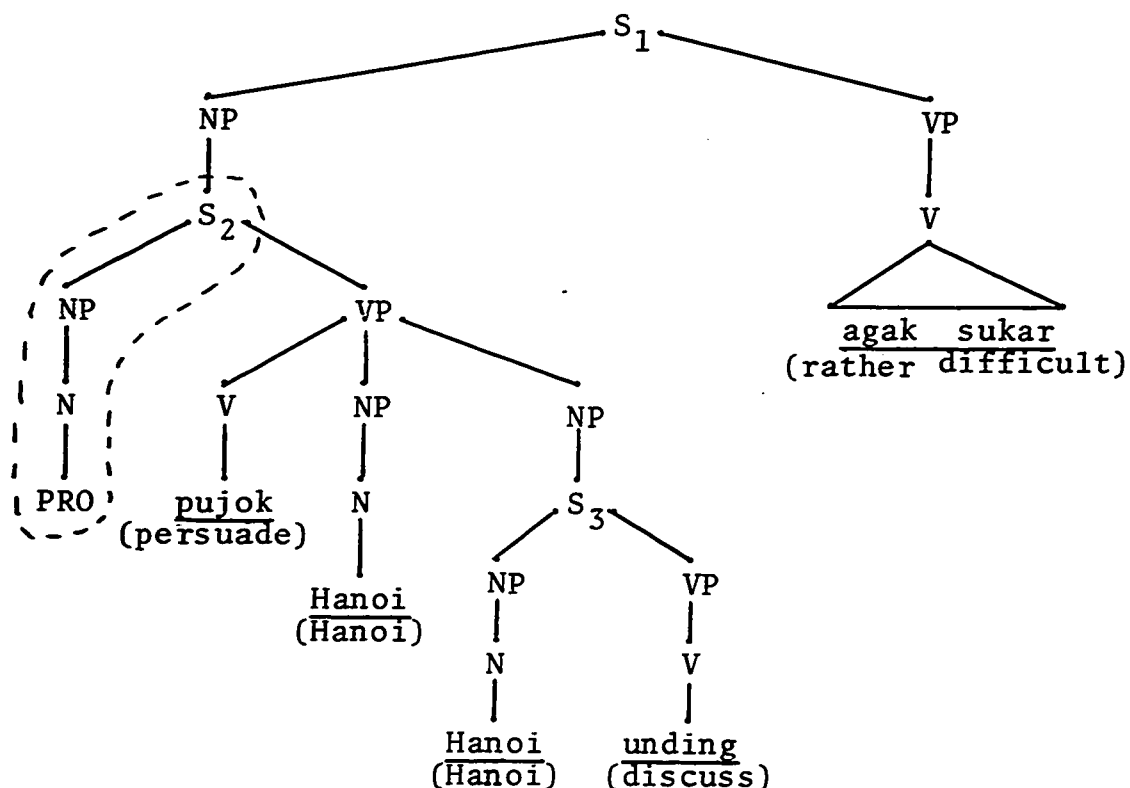 S1
NP VP
S2 V
NP VP agak sukar
(rather difficult)
N V NP NP
PRO pujok N S3
(persuade)
Hanoi NP VP
(Hanoi)
N V
Hanoi unding
(Hanoi) (discuss)